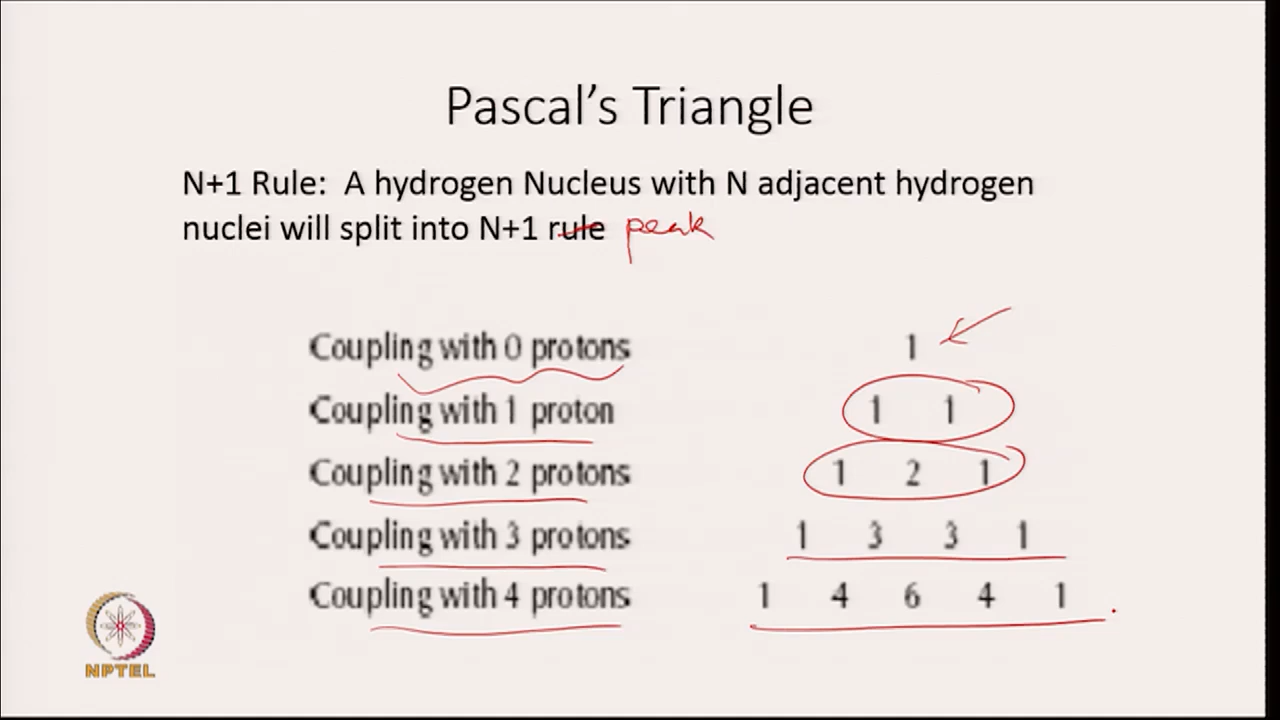 Pascal's Triangle
N+1 Rule: A hydrogen Nucleus with N adjacent hydrogen
nuclei will split into N+1 rule peak
Coupling with 0 protons 1
Coupling with 1 proton 1 1
Coupling with 2 protons 1 2 1
Coupling with 3 protons 1 3 3 1
Coupling with 4 protons 1 4 6 4 1
NPTEL